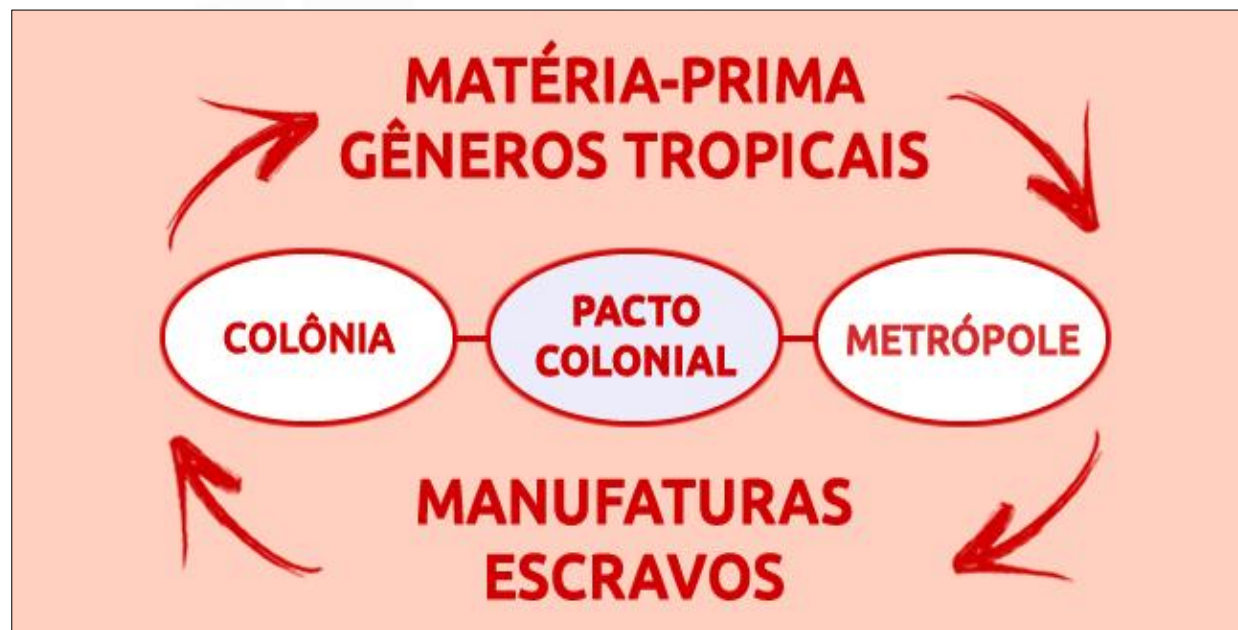 MATÉRIA-PRIMA
GÊNEROS TROPICAIS
COLÔNIA
PACTO
COLONIAL
METRÓPOLE
MANUFATURAS
ESCRAVOS